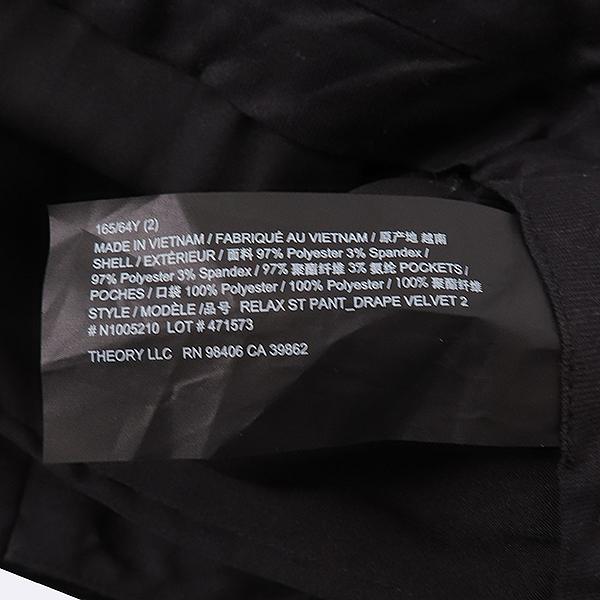 165/64Y (2)
MADE IN VIETNAM / FABRIQUÉ AU VIETNAM / 原产地 越南
SHELL / EXTÉRIEUR / 面料 97% Polyester 3% Spandex /
97% Polyester 3% Spandex / 97% 聚酯纤维 3% 氨纶 POCKETS /
POCHES / 口袋 100% Polyester / 100% Polyester / 100% 聚酯纤维
STYLE / MODÈLE / 品号 RELAX ST PANT_DRAPE VELVET 2
# N1005210 LOT # 471573
THEORY LLC RN 98406 CA 39862